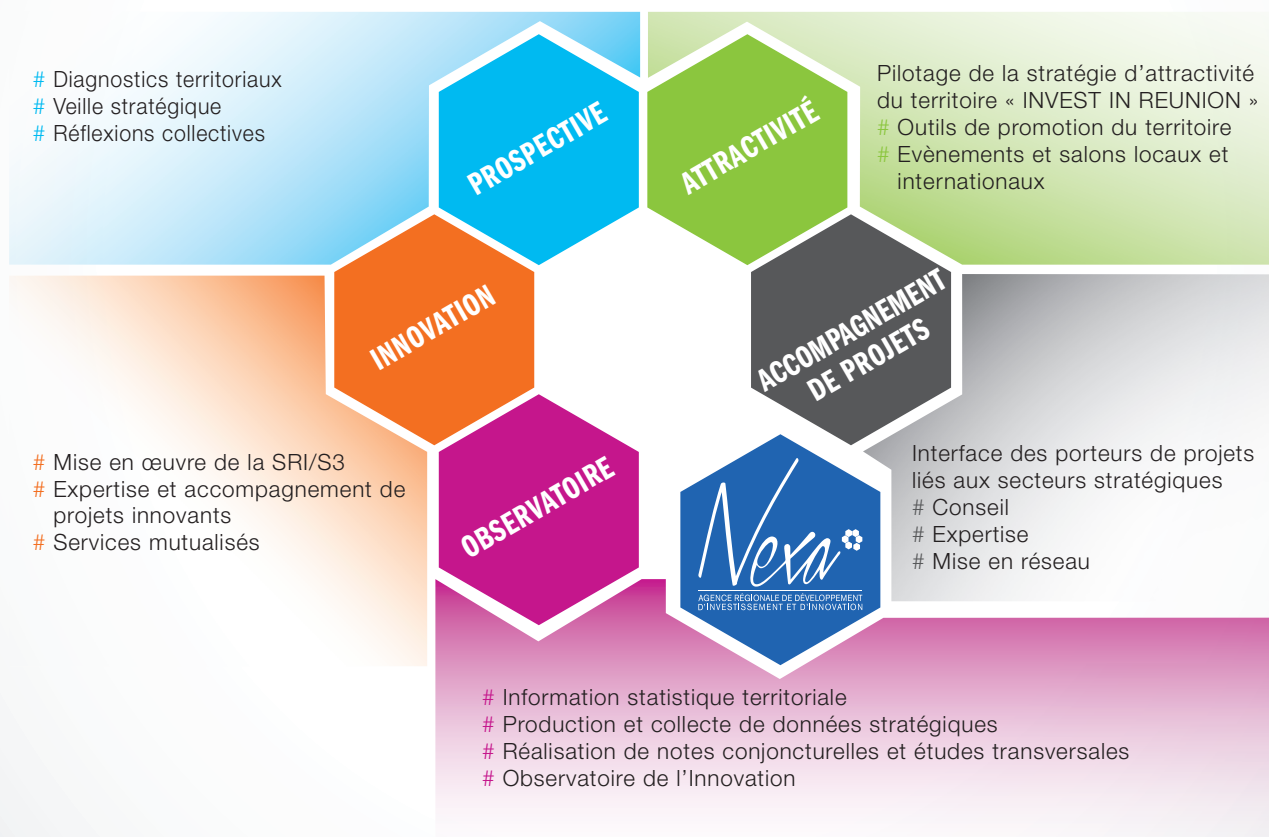 PROSPECTIVE
# Diagnostics territoriaux
# Veille stratégique
# Réflexions collectives
ATTRACTIVITÉ
Pilotage de la stratégie d'attractivité
du territoire « INVEST IN REUNION »
# Outils de promotion du territoire
# Evènements et salons locaux et
internationaux
INNOVATION
# Mise en œuvre de la SRI/S3
# Expertise et accompagnement de
projets innovants
# Services mutualisés
ACCOMPAGNEMENT
DE PROJETS
Interface des porteurs de projets
liés aux secteurs stratégiques
# Conseil
# Expertise
# Mise en réseau
OBSERVATOIRE
# Information statistique territoriale
# Production et collecte de données stratégiques
# Réalisation de notes conjoncturelles et études transversales
# Observatoire de l'Innovation
Nexa
AGENCE RÉGIONALE DE DÉVELOPPEMENT
D'INVESTISSEMENT ET D'INNOVATION